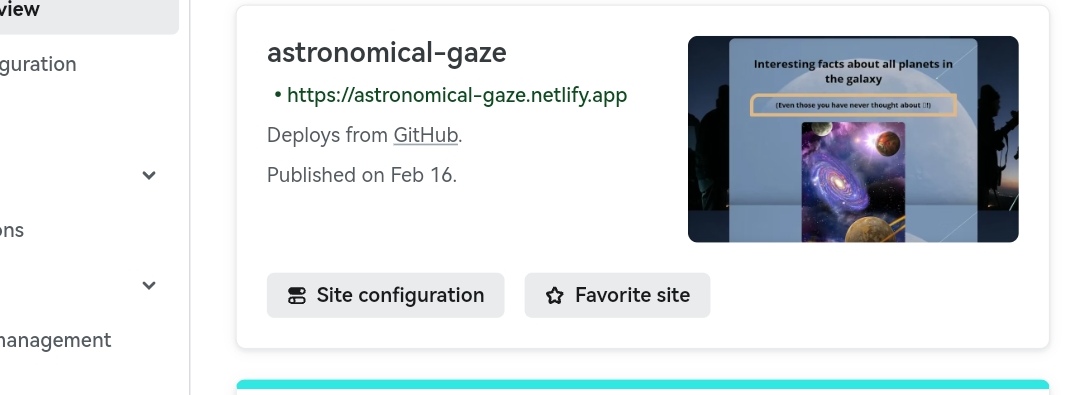 view
guration
ons
management
astronomical-gaze
• https://astronomical-gaze.netlify.app
Deploys from GitHub.
Published on Feb 16.
Interesting facts about all planets in
the galaxy
(Even those you have never thought about !)
Site configuration
Favorite site